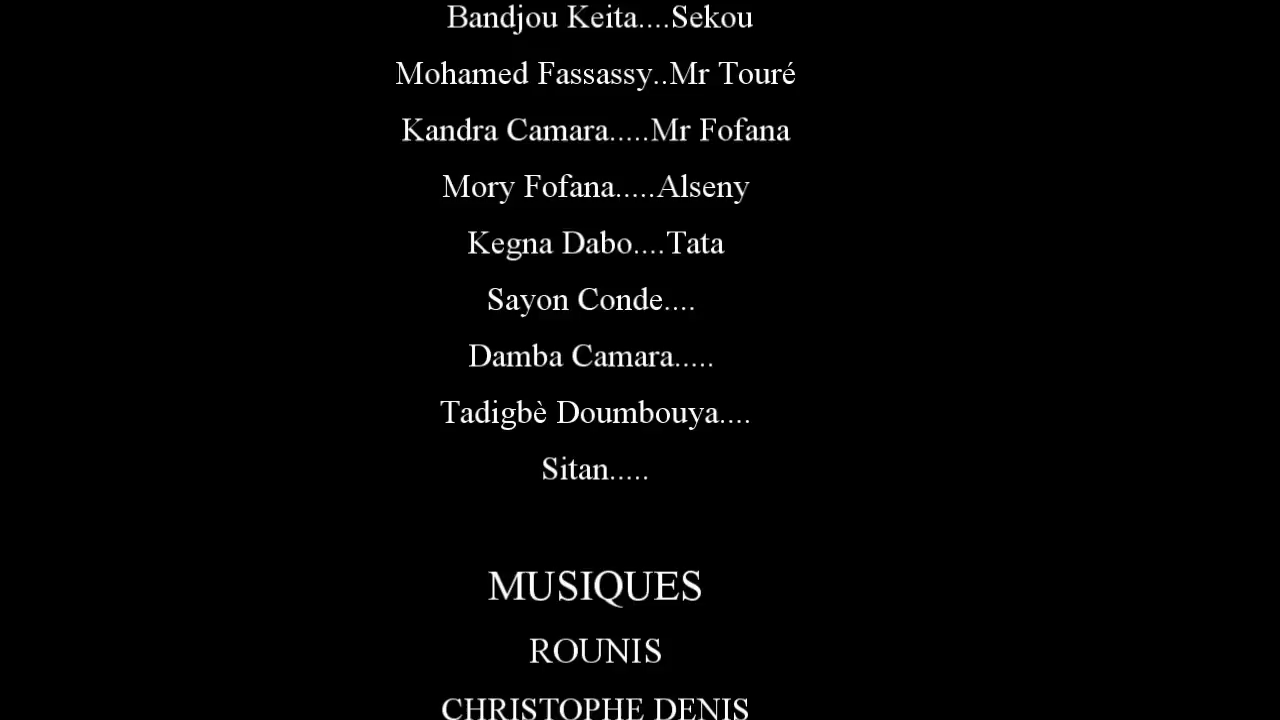 Bandjou Keita....Sekou
Mohamed Fassassy..Mr Touré
Kandra Camara.....Mr Fofana
Mory Fofana.....Alseny
Kegna Dabo....Tata
Sayon Conde....
Damba Camara.....
Tadigbè Doumbouya....
Sitan.....
MUSIQUES
ROUNIS
CHRISTOPHE DENIS